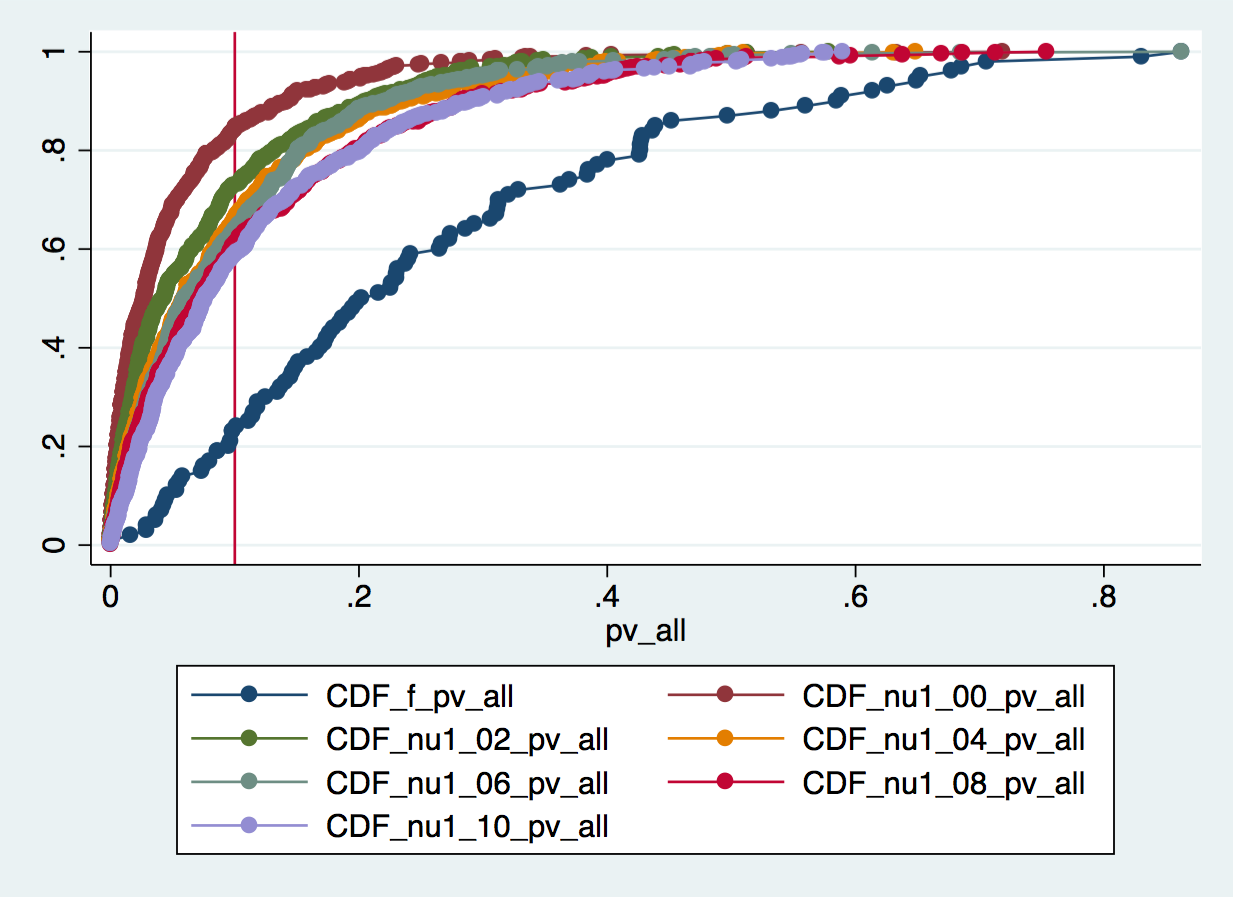 1
.8
.6
.4
.2
0
0 .2 .4 .6 .8
pv_all
CDF_f_pv_all CDF_nu1_00_pv_all
CDF_nu1_02_pv_all CDF_nu1_04_pv_all
CDF_nu1_06_pv_all CDF_nu1_08_pv_all
CDF_nu1_10_pv_all